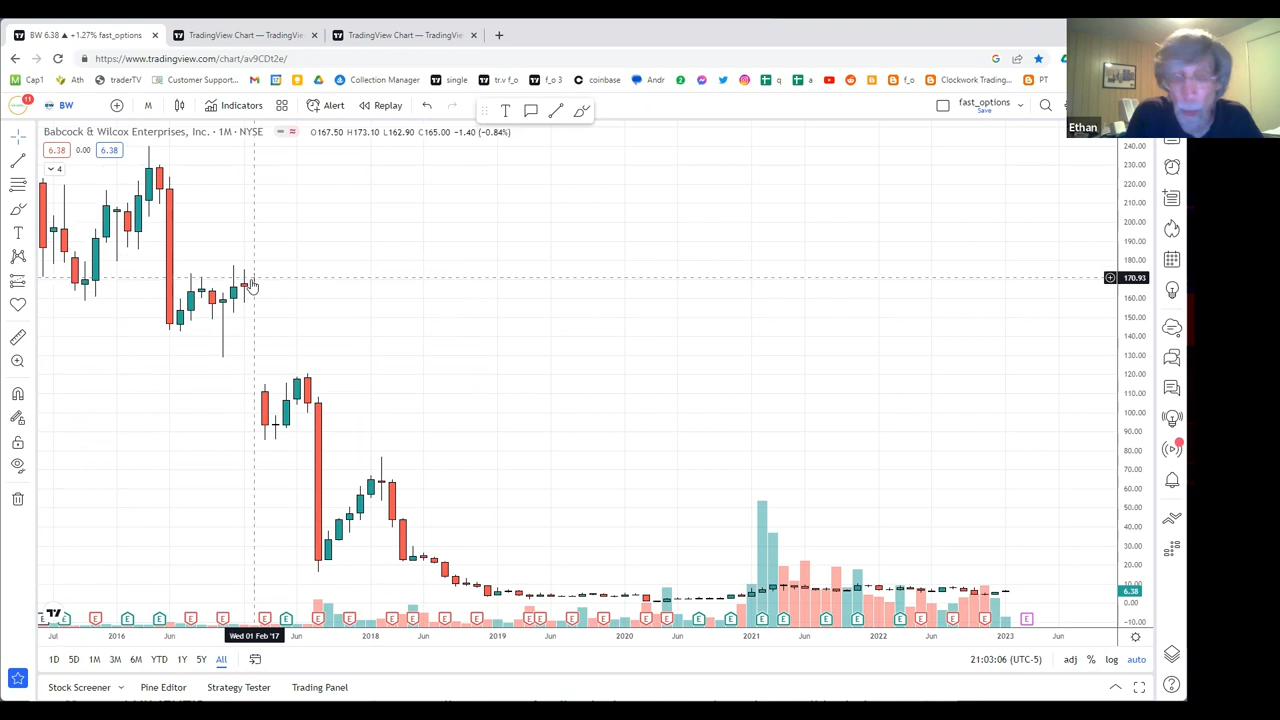 BW 6.38 ▲ +1.27% fast_options
TradingView Chart — TradingVie
TradingView Chart — TradingVie
https://www.tradingview.com/chart/av9CDt2e/
Cap1 Ath traderTV Customer Support... Collection Manager single tr.v f_o f_o 3 coinbase Andr q a f_o Clockwork Trading... PT
11 BW M Indicators Alert Replay T fast_options Save
Ethan
Babcock & Wilcox Enterprises, Inc. · 1M · NYSE O167.50 H173.10 L162.90 C165.00 −1.40 (−0.84%)
6.38 0.00 6.38
4
240.00
230.00
220.00
210.00
200.00
190.00
180.00
170.93
160.00
150.00
140.00
130.00
120.00
110.00
100.00
90.00
80.00
70.00
60.00
50.00
40.00
30.00
20.00
10.00
6.38
0.00
−10.00
E E E E E E E E E E E E E E E E E E E E E E E E E E E E E E
Jul 2016 Jun Wed 01 Feb '17 Jun 2018 Jun 2019 Jun 2020 Jun 2021 Jun 2022 Jun 2023 Jun
1D 5D 1M 3M 6M YTD 1Y 5Y All 21:03:06 (UTC-5) adj % log auto
Stock Screener Pine Editor Strategy Tester Trading Panel